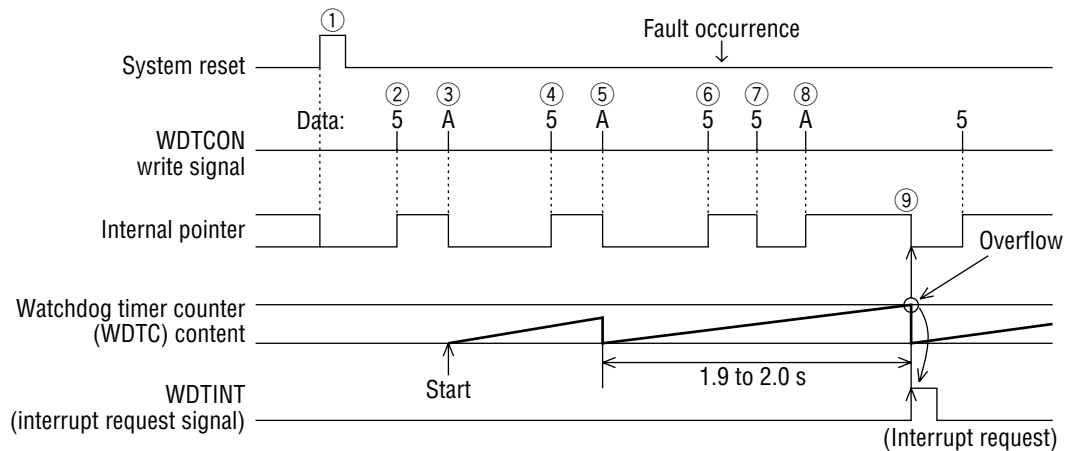 ①
Fault occurrence
System reset
② ③ ④ ⑤ ⑥ ⑦ ⑧
Data: 5 A 5 A 5 5 A 5
WDTCON
write signal
⑨
Internal pointer
Overflow
Watchdog timer counter
(WDTC) content
Start
1.9 to 2.0 s
WDTINT
(interrupt request signal)
(Interrupt request)